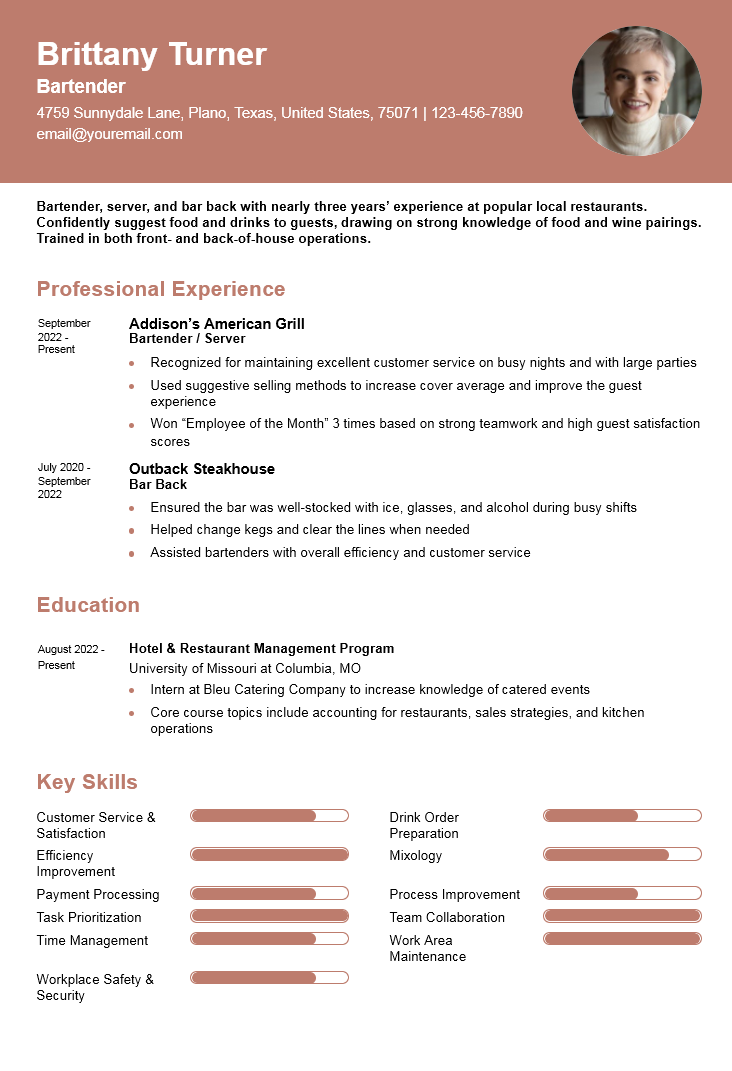 Brittany Turner
Bartender
4759 Sunnydale Lane, Plano, Texas, United States, 75071 | 123-456-7890
email@youremail.com
Bartender, server, and bar back with nearly three years’ experience at popular local restaurants.
Confidently suggest food and drinks to guests, drawing on strong knowledge of food and wine pairings.
Trained in both front- and back-of-house operations.
Professional Experience
September
2022 -
Present
Addison’s American Grill
Bartender / Server
Recognized for maintaining excellent customer service on busy nights and with large parties
Used suggestive selling methods to increase cover average and improve the guest
experience
Won “Employee of the Month” 3 times based on strong teamwork and high guest satisfaction
scores
July 2020 -
September
2022
Outback Steakhouse
Bar Back
Ensured the bar was well-stocked with ice, glasses, and alcohol during busy shifts
Helped change kegs and clear the lines when needed
Assisted bartenders with overall efficiency and customer service
Education
August 2022 -
Present
Hotel & Restaurant Management Program
University of Missouri at Columbia, MO
Intern at Bleu Catering Company to increase knowledge of catered events
Core course topics include accounting for restaurants, sales strategies, and kitchen
operations
Key Skills
Customer Service &
Satisfaction
Drink Order
Preparation
Efficiency
Improvement
Mixology
Payment Processing
Process Improvement
Task Prioritization
Team Collaboration
Time Management
Work Area
Maintenance
Workplace Safety &
Security